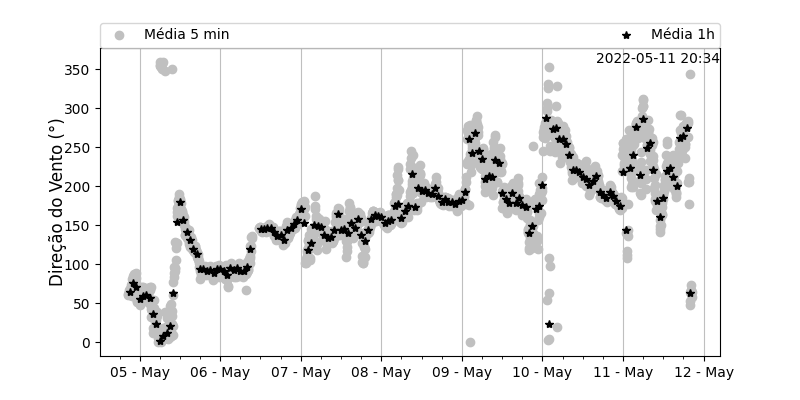 Média 5 min
Média 1h
2022-05-11 20:34
Direção do Vento (°)
350
300
250
200
150
100
50
0
05 - May
06 - May
07 - May
08 - May
09 - May
10 - May
11 - May
12 - May